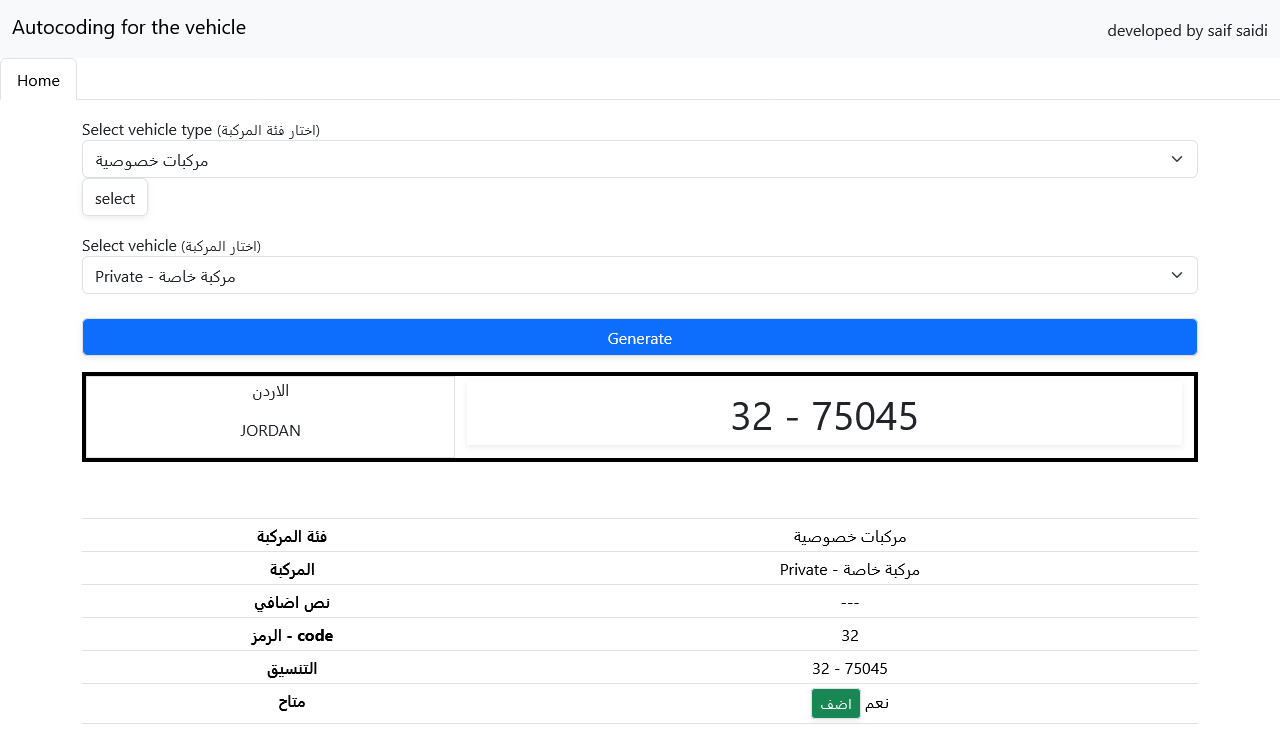 Autocoding for the vehicle
developed by saif saidi
Home
Select vehicle type (اختار فئة المركبة)
مركبات خصوصية
select
Select vehicle (اختار المركبة)
Private - مركبة خاصة
Generate
الاردن
JORDAN
32 - 75045
فئة المركبة
مركبات خصوصية
المركبة
Private - مركبة خاصة
نص اضافي
---
code - الرمز
32
التنسيق
32 - 75045
متاح
نعم اضف